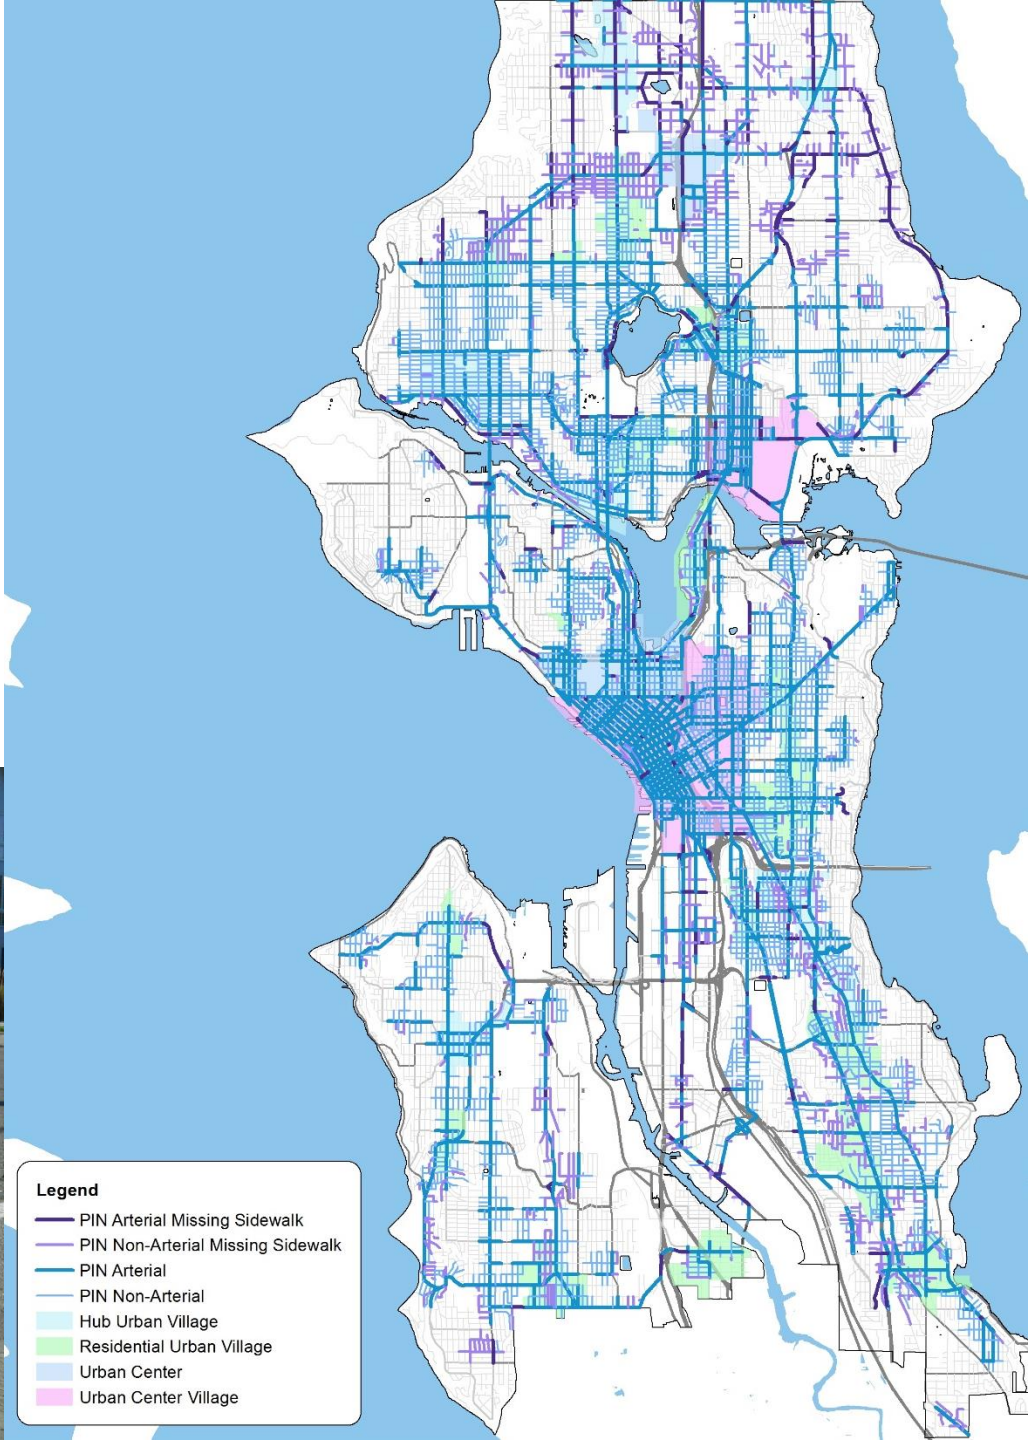 Legend
PIN Arterial Missing Sidewalk
PIN Non-Arterial Missing Sidewalk
PIN Arterial
PIN Non-Arterial
Hub Urban Village
Residential Urban Village
Urban Center
Urban Center Village